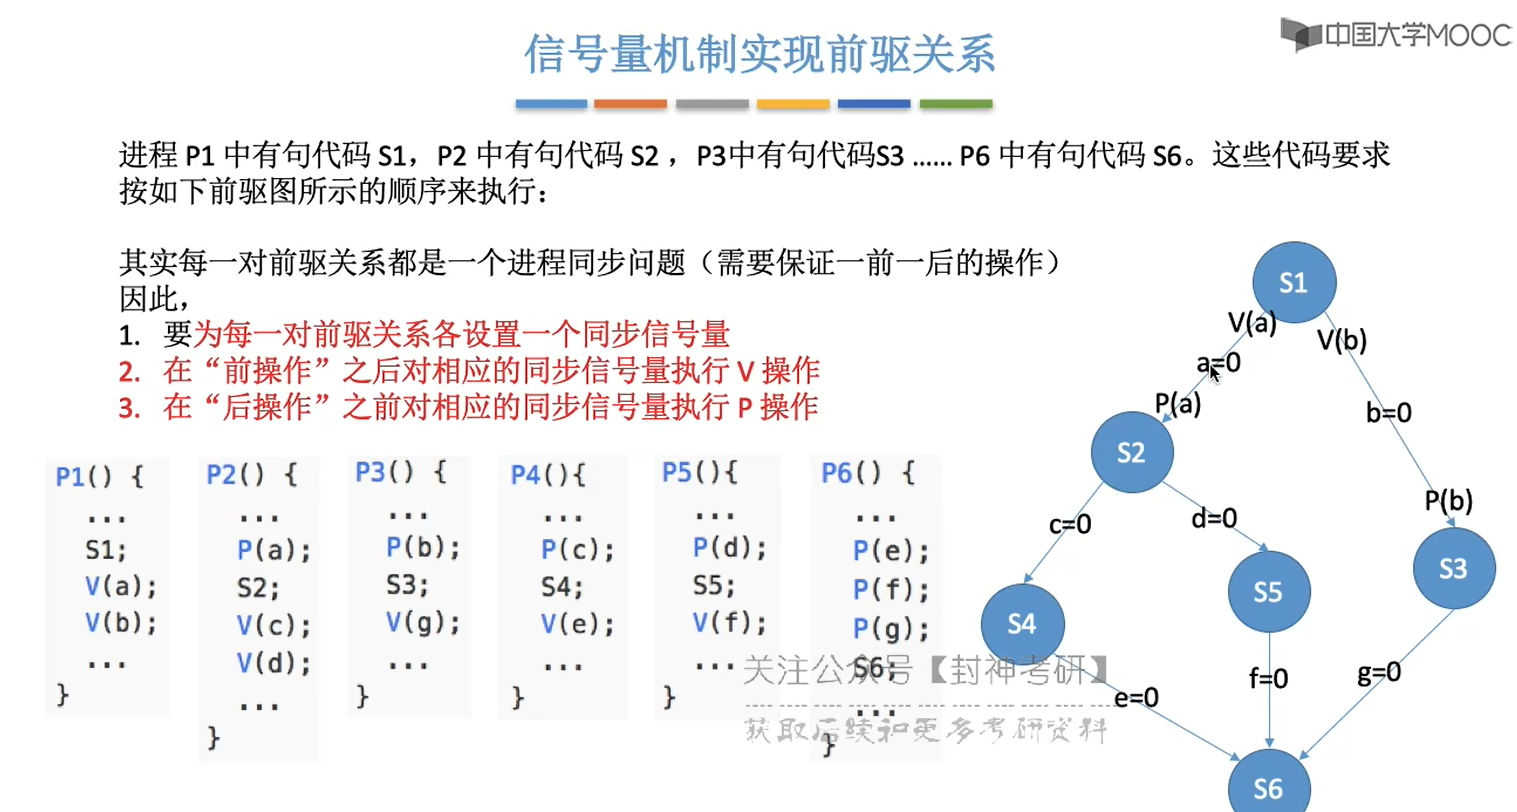 中国大学MOOC
信号量机制实现前驱关系
进程 P1 中有句代码 S1，P2 中有句代码 S2 ，P3中有句代码S3 …… P6 中有句代码 S6。这些代码要求
按如下前驱图所示的顺序来执行：
其实每一对前驱关系都是一个进程同步问题（需要保证一前一后的操作）
因此，
1. 要为每一对前驱关系各设置一个同步信号量
2. 在“前操作”之后对相应的同步信号量执行 V 操作
3. 在“后操作”之前对相应的同步信号量执行 P 操作
P1() {
...
S1;
V(a);
V(b);
...
}
P2() {
...
P(a);
S2;
V(c);
V(d);
...
}
P3() {
...
P(b);
S3;
V(g);
...
}
P4(){
...
P(c);
S4;
V(e);
...
}
P5(){
...
P(d);
S5;
V(f);
...
}
P6() {
...
P(e);
P(f);
P(g);
S6;
...
}
S1
V(a)
V(b)
a=0
P(a)
b=0
S2
P(b)
c=0
d=0
S3
S5
S4
f=0
g=0
e=0
S6
关注公众号【封神考研】
获取后续和更多考研资料